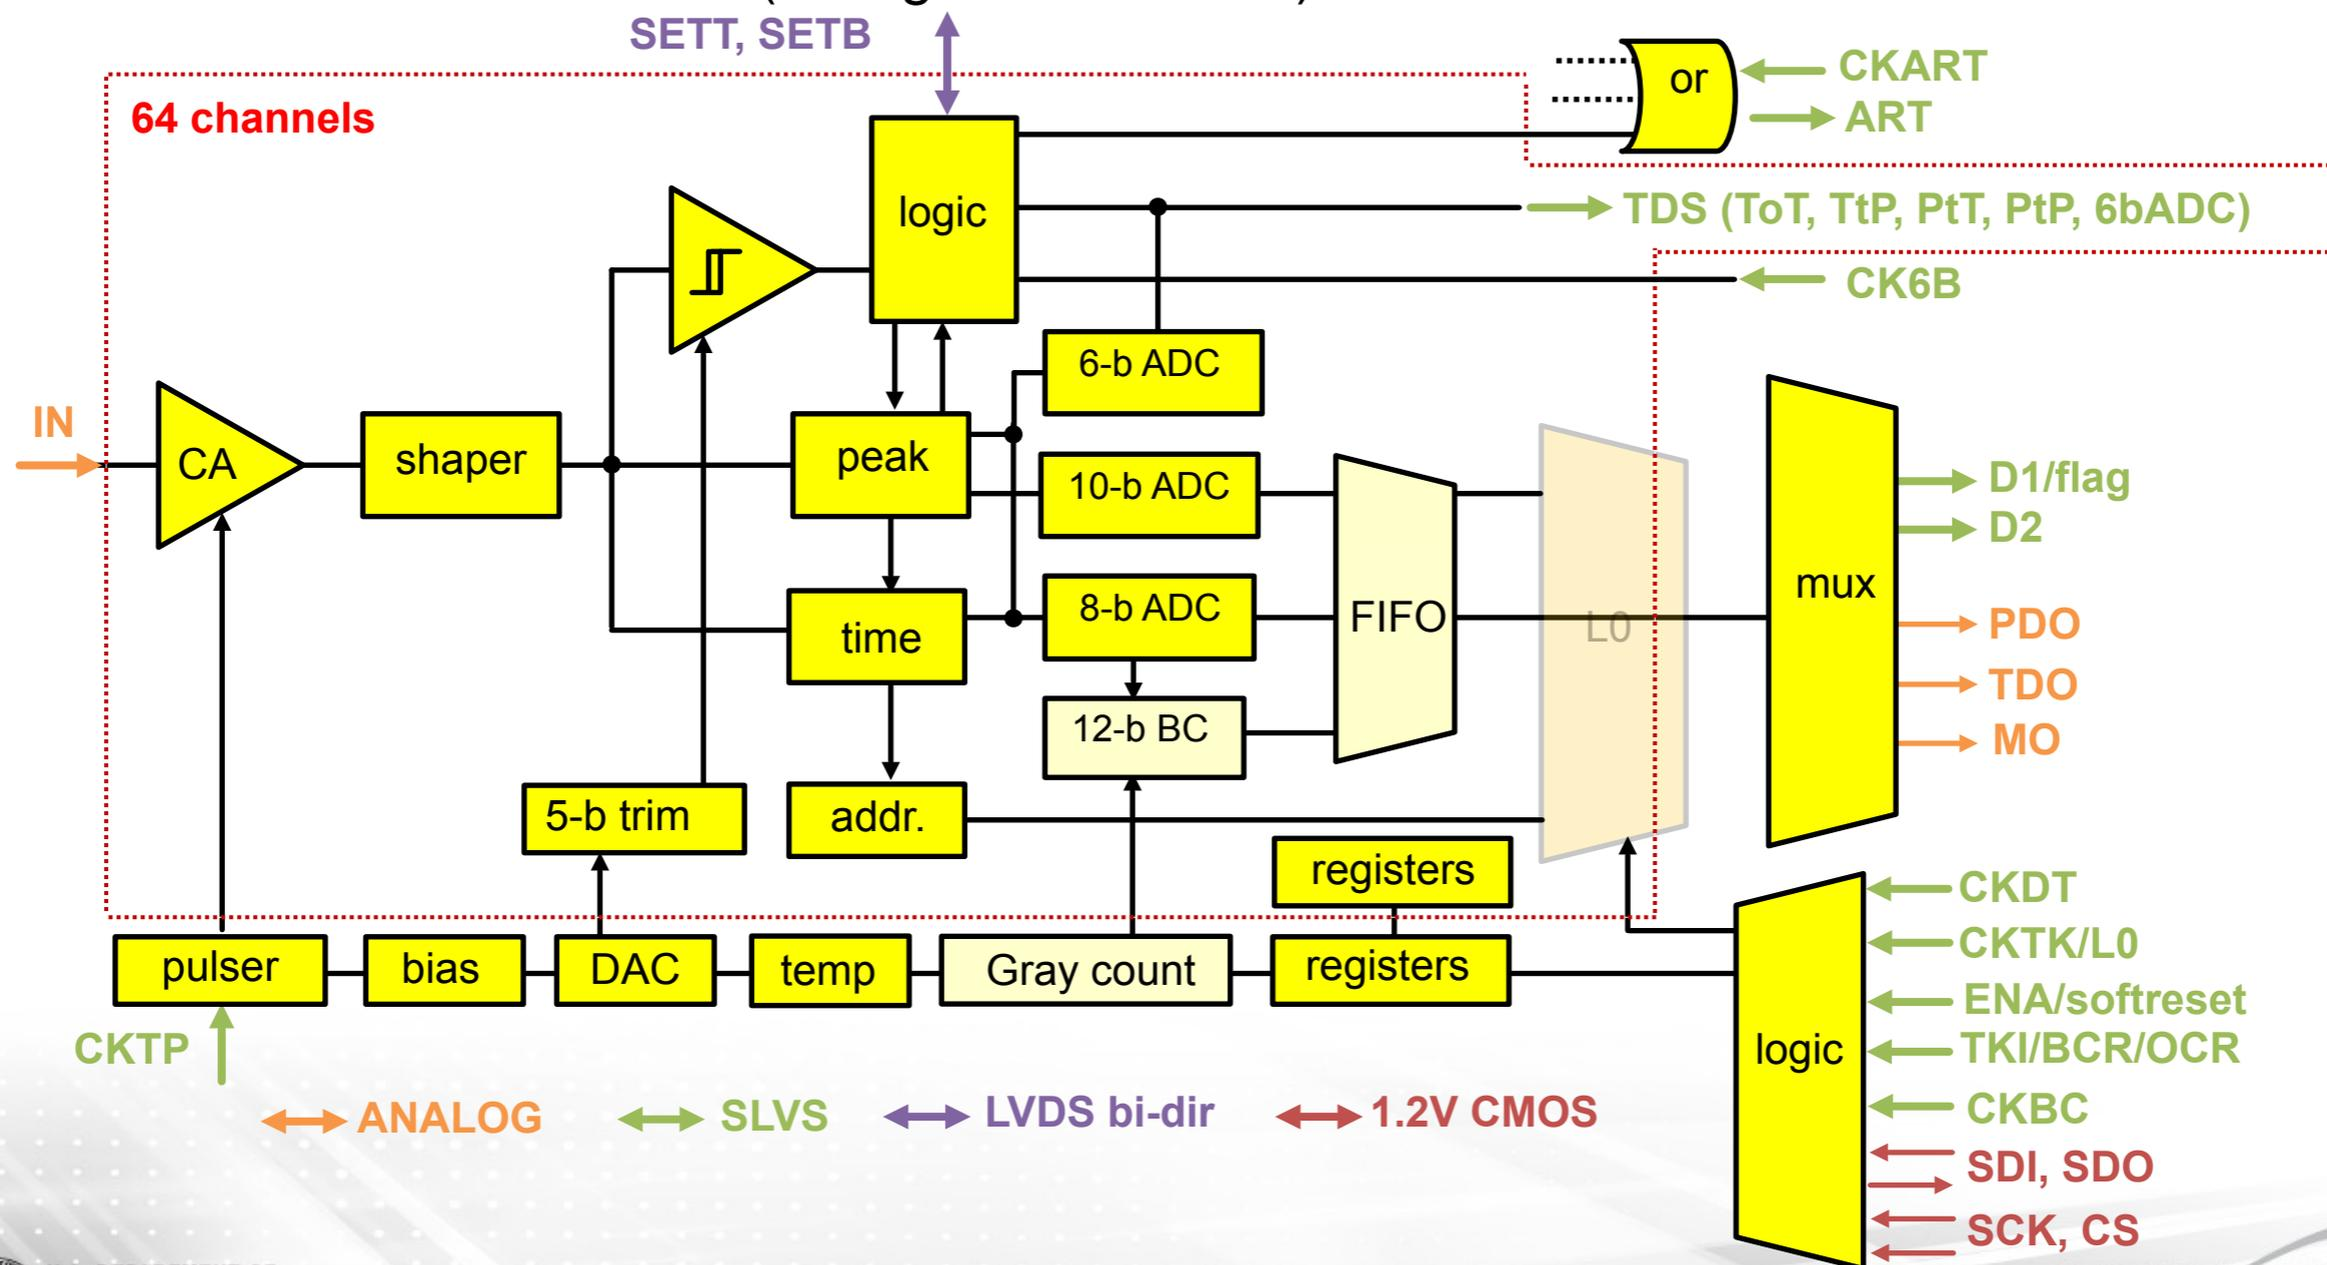 SETT, SETB
or
CKART
ART
64 channels
logic
TDS (ToT, TtP, PtT, PtP, 6bADC)
CK6B
6-b ADC
IN
CA
shaper
peak
10-b ADC
D1/flag
D2
mux
8-b ADC
FIFO
L0
PDO
time
TDO
12-b BC
MO
5-b trim
addr.
registers
CKDT
pulser
bias
DAC
temp
Gray count
registers
CKTK/L0
ENA/softreset
CKTP
logic
TKI/BCR/OCR
ANALOG
SLVS
LVDS bi-dir
1.2V CMOS
CKBC
SDI, SDO
SCK, CS